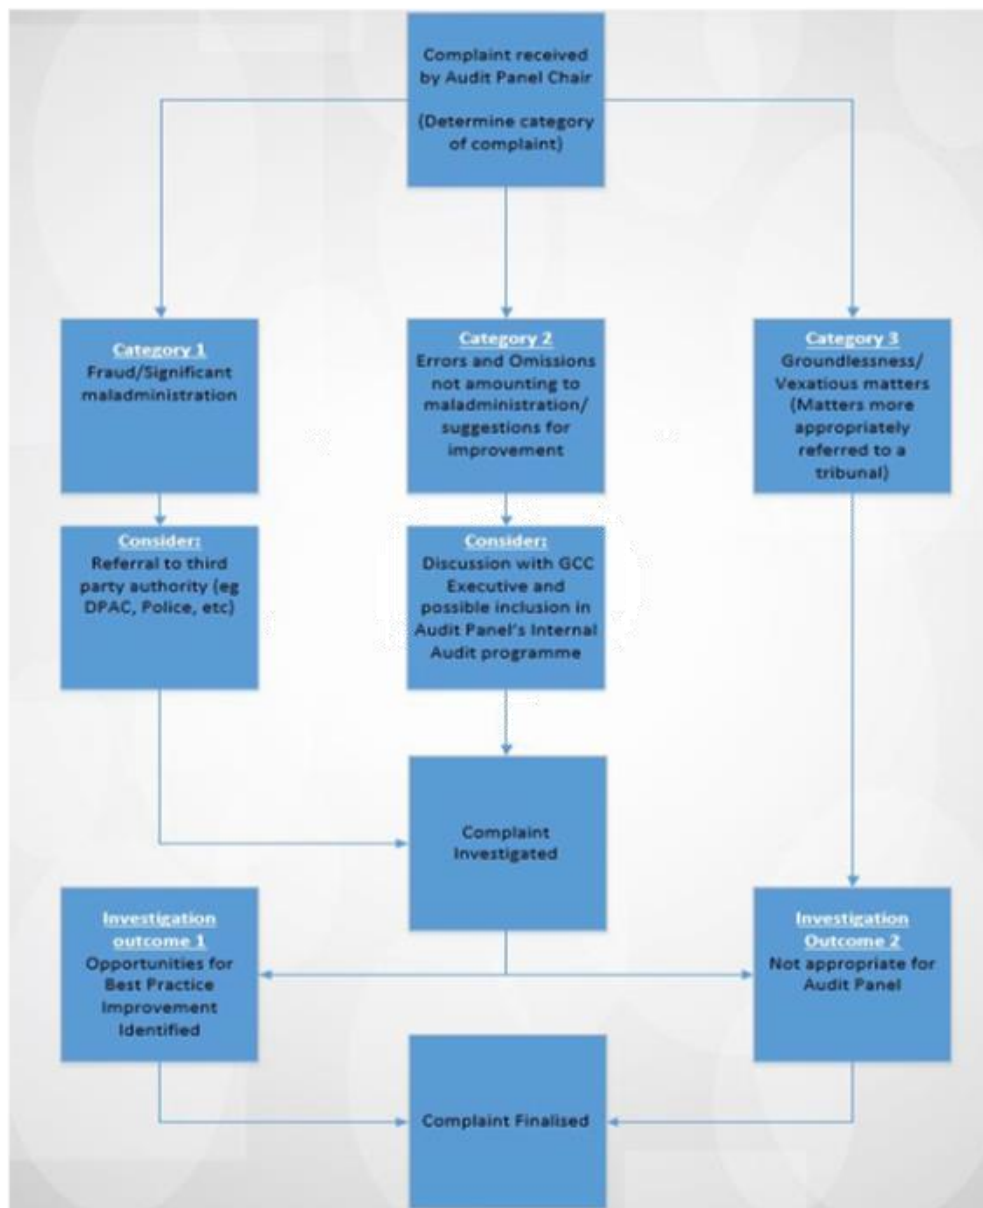 Complaint received
by Audit Panel Chair
(Determine category
of complaint)
Category 1
Fraud/Significant
maladministration
Category 2
Errors and Omissions
not amounting to
maladministration/
suggestions for
improvement
Category 3
Groundlessness/
Vexatious matters
(Matters more
appropriately
referred to a
tribunal)
Consider:
Referral to third
party authority (eg
DPAC, Police, etc)
Consider:
Discussion with GCC
Executive and
possible inclusion in
Audit Panel's Internal
Audit programme
Complaint
Investigated
Investigation
outcome 1
Opportunities for
Best Practice
Improvement
Identified
Investigation
Outcome 2
Not appropriate for
Audit Panel
Complaint Finalised